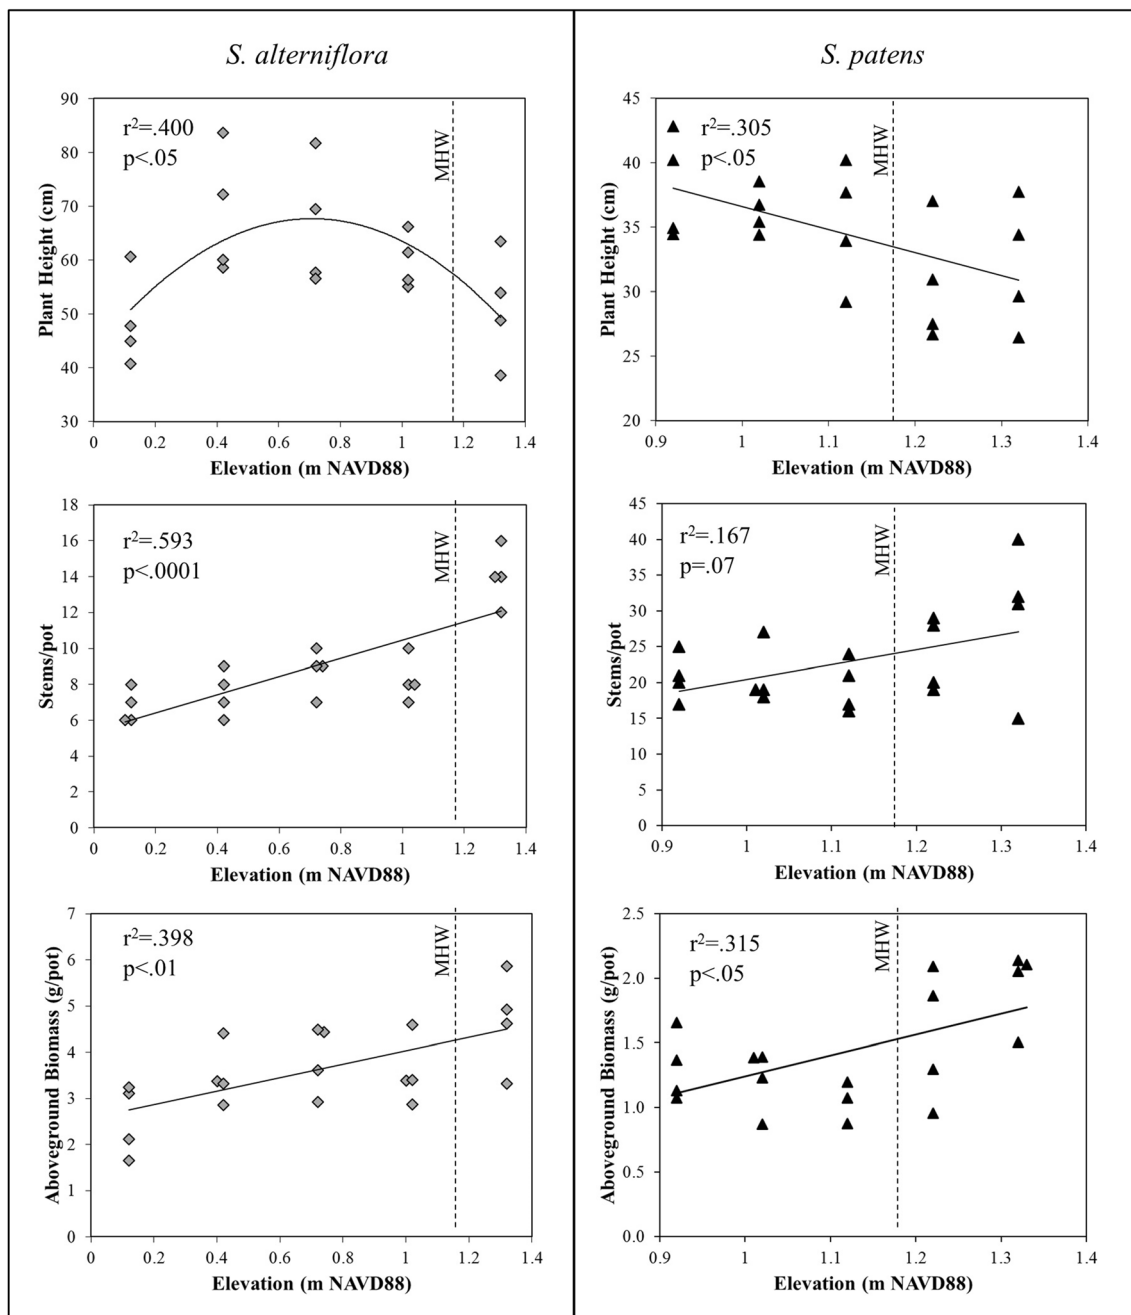 S. alterniflora
90
80
70
60
50
40
30
Plant Height (cm)
r²=.400
p<.05
MHW
0 0.2 0.4 0.6 0.8 1 1.2 1.4
Elevation (m NAVD88)
18
16
14
12
10
8
6
4
2
0
Stems/pot
r²=.593
p<.0001
MHW
0 0.2 0.4 0.6 0.8 1 1.2 1.4
Elevation (m NAVD88)
7
6
5
4
3
2
1
0
Aboveground Biomass (g/pot)
r²=.398
p<.01
MHW
0 0.2 0.4 0.6 0.8 1 1.2 1.4
Elevation (m NAVD88)
S. patens
45
40
35
30
25
20
Plant Height (cm)
r²=.305
p<.05
MHW
0.9 1 1.1 1.2 1.3 1.4
Elevation (m NAVD88)
45
40
35
30
25
20
15
10
5
0
Stems/pot
r²=.167
p=.07
MHW
0.9 1 1.1 1.2 1.3 1.4
Elevation (m NAVD88)
2.5
2.0
1.5
1.0
0.5
0.0
Aboveground Biomass (g/pot)
r²=.315
p<.05
MHW
0.9 1 1.1 1.2 1.3 1.4
Elevation (m NAVD88)